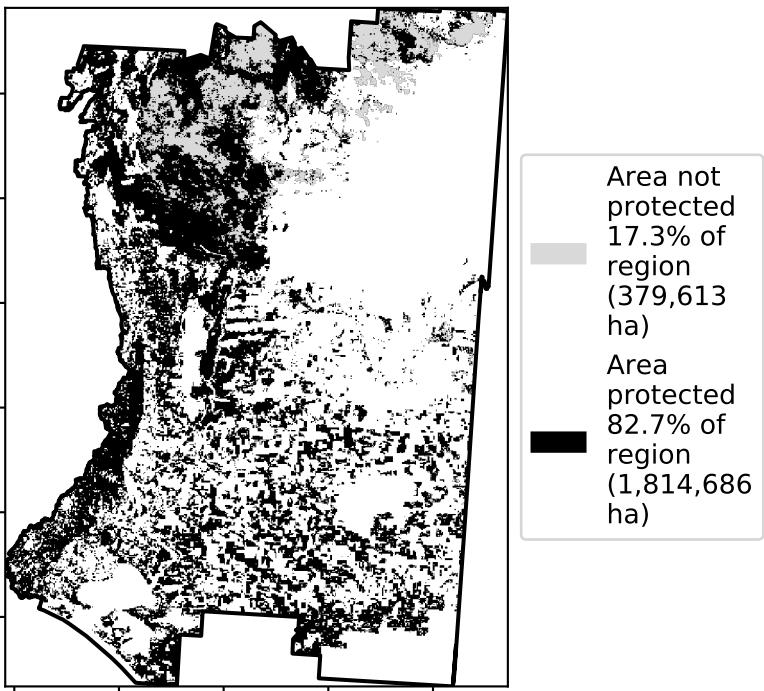 Area not
protected
17.3% of
region
(379,613
ha)
Area
protected
82.7% of
region
(1,814,686
ha)